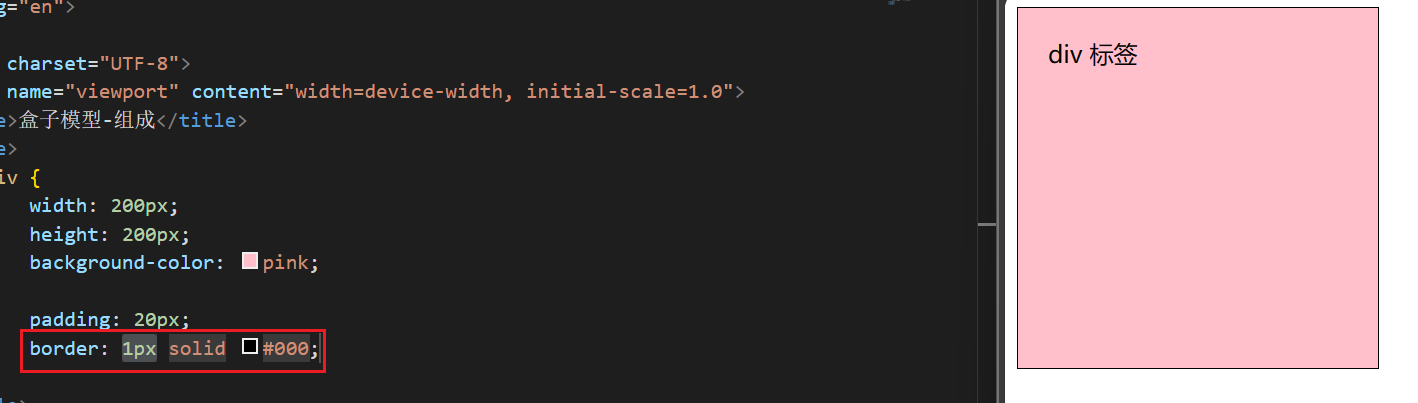 g="en">
charset="UTF-8">
name="viewport" content="width=device-width, initial-scale=1.0">
e>盒子模型-组成</title>
e>
iv {
width: 200px;
height: 200px;
background-color: pink;
padding: 20px;
border: 1px solid #000;
div 标签